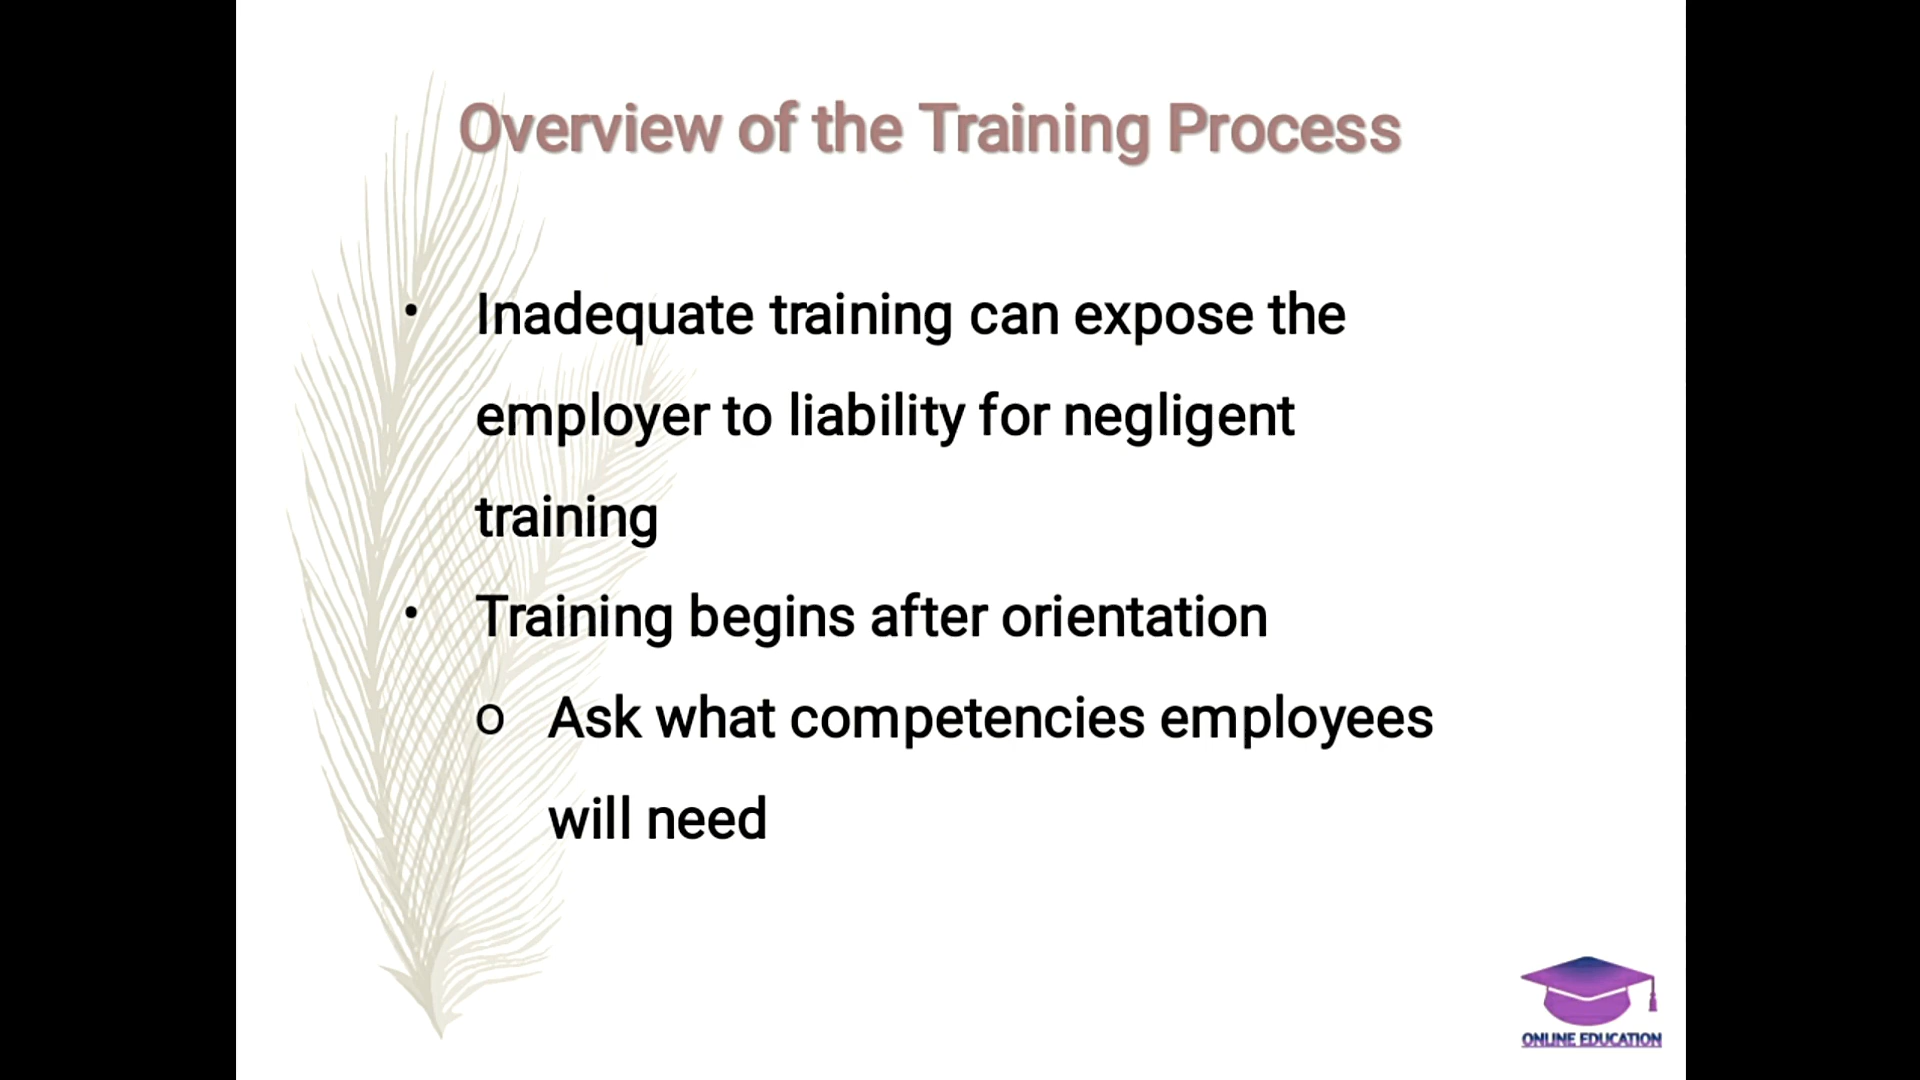 Overview of the Training Process
• Inadequate training can expose the
employer to liability for negligent
training
• Training begins after orientation
o Ask what competencies employees
will need
ONLINE EDUCATION